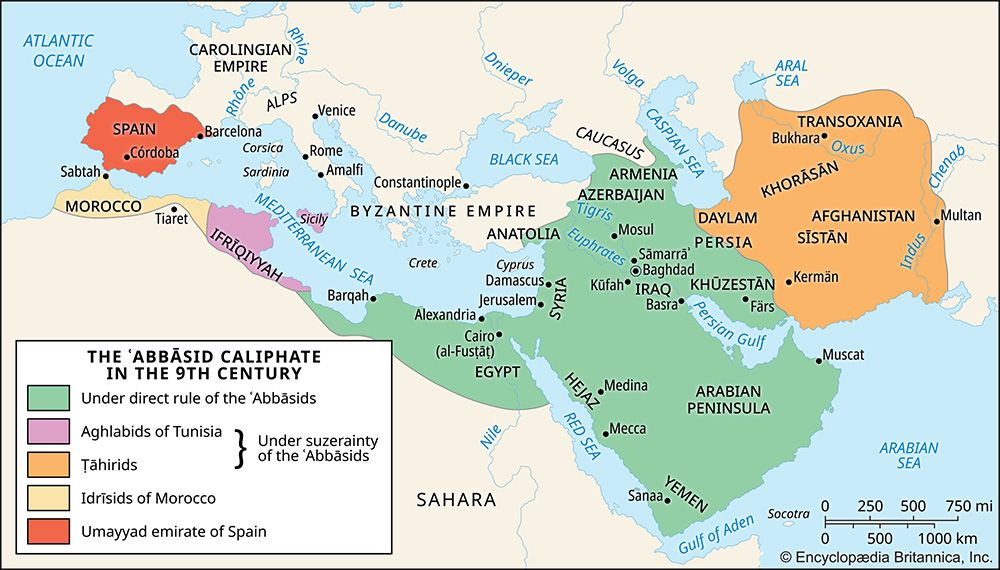 ATLANTIC
OCEAN
CAROLINGIAN
EMPIRE
Rhine
Rhône
ALPS
Venice
Danube
Dnieper
Volga
ARAL
SEA
CASPIAN SEA
CAUCASUS
BLACK SEA
SPAIN
Córdoba
Barcelona
Corsica
Sardinia
Rome
Amalfi
Constantinople
Sabtah
MOROCCO
Tiaret
MEDITERRANEAN SEA
Sicily
IFRĪQIYYAH
BYZANTINE EMPIRE
ANATOLIA
Crete
Cyprus
ARMENIA
AZERBAIJAN
Tigris
Euphrates
Mosul
Sāmarrāʾ
Baghdad
Kūfah
IRAQ
Basra
KHŪZESTĀN
Färs
DAYLAM
PERSIA
TRANSOXANIA
Bukhara
Oxus
KHORĀSĀN
AFGHANISTAN
SĪSTĀN
Kermän
Chenab
Multan
Indus
Damascus
Jerusalem
SYRIA
Barqah
Alexandria
Cairo
(al-Fusṭāṭ)
EGYPT
Persian Gulf
Muscat
HEJAZ
Medina
Mecca
ARABIAN
PENINSULA
RED SEA
Nile
SAHARA
YEMEN
Sanaa
Gulf of Aden
Socotra
ARABIAN
SEA
THE ʿABBĀSID CALIPHATE
IN THE 9TH CENTURY
Under direct rule of the ʿAbbāsids
Aghlabids of Tunisia
Ṭāhirids
} Under suzerainty
of the ʿAbbāsids
Idrīsids of Morocco
Umayyad emirate of Spain
0 250 500 750 mi
0 500 1000 km
© Encyclopædia Britannica, Inc.